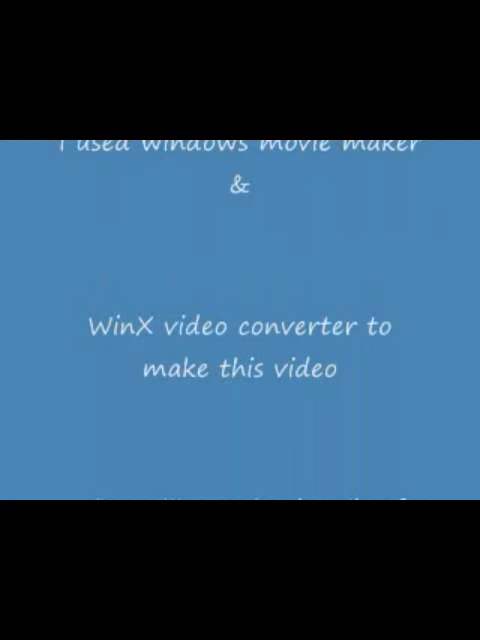 I used windows movie maker
&
WinX video converter to
make this video